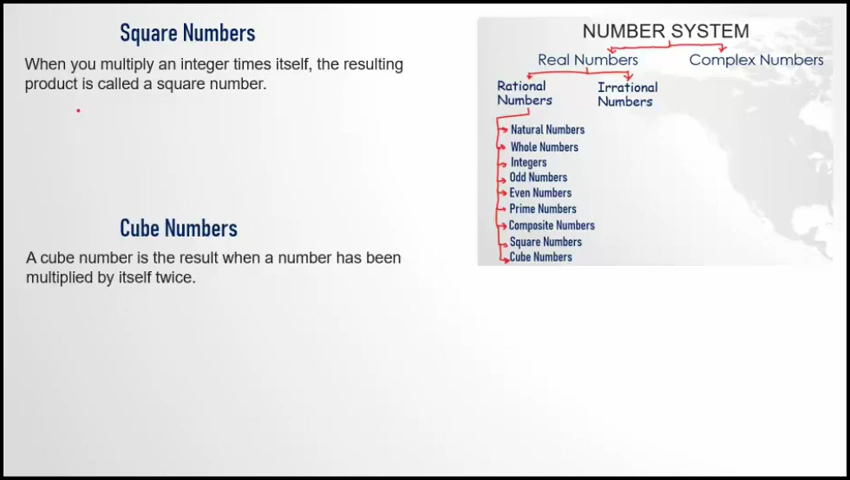 Square Numbers
When you multiply an integer times itself, the resulting
product is called a square number.
Cube Numbers
A cube number is the result when a number has been
multiplied by itself twice.
NUMBER SYSTEM
Real Numbers
Complex Numbers
Rational
Numbers
Irrational
Numbers
Natural Numbers
Whole Numbers
Integers
Odd Numbers
Even Numbers
Prime Numbers
Composite Numbers
Square Numbers
Cube Numbers